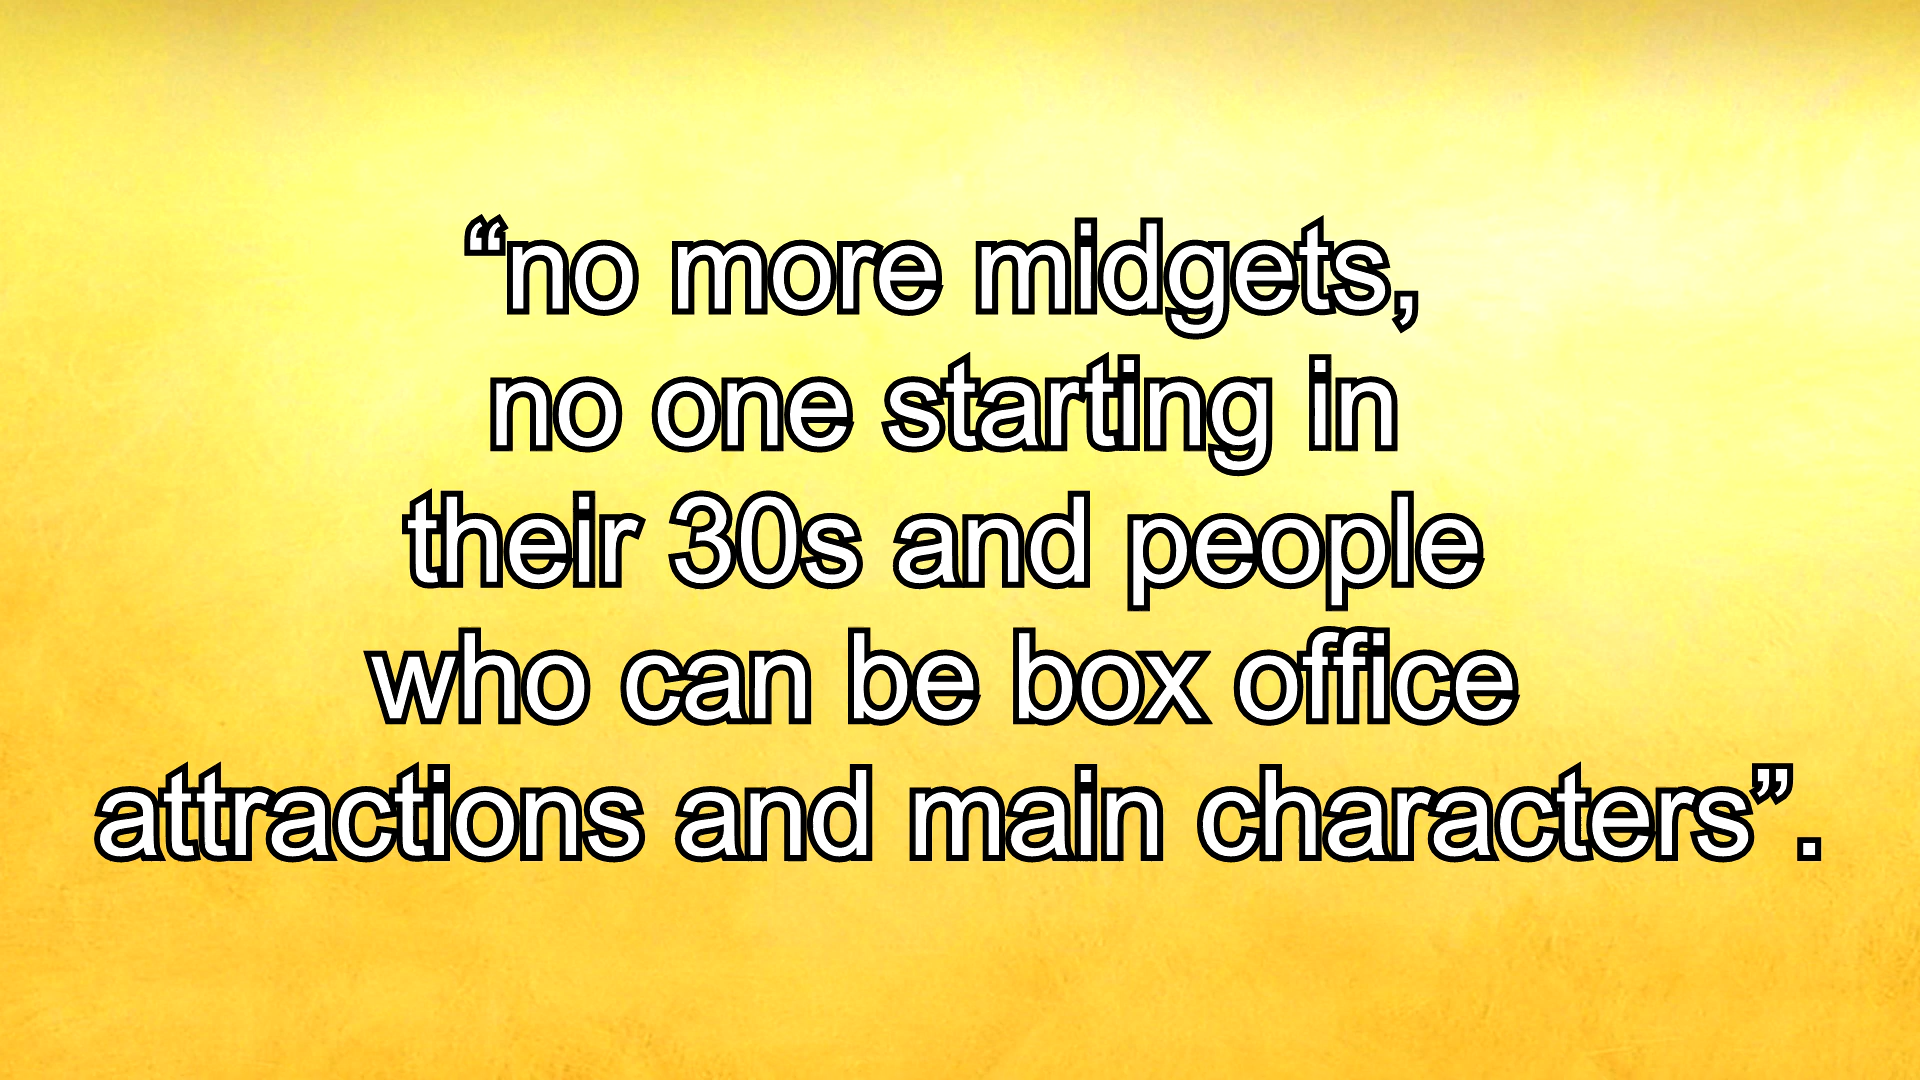 “no more midgets,
no one starting in
their 30s and people
who can be box office
attractions and main characters”.